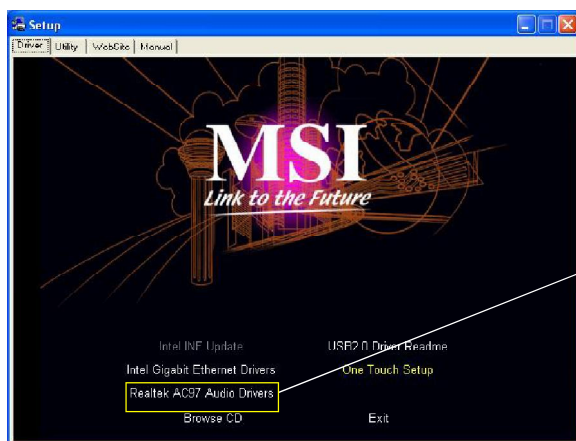 Setup
Driver Utility WebSite Manual
MSI
Link to the Future
Intel INF Update
USB2.0 Driver Readme
Intel Gigabit Ethernet Drivers
One Touch Setup
Realtek AC97 Audio Drivers
Browse CD
Exit